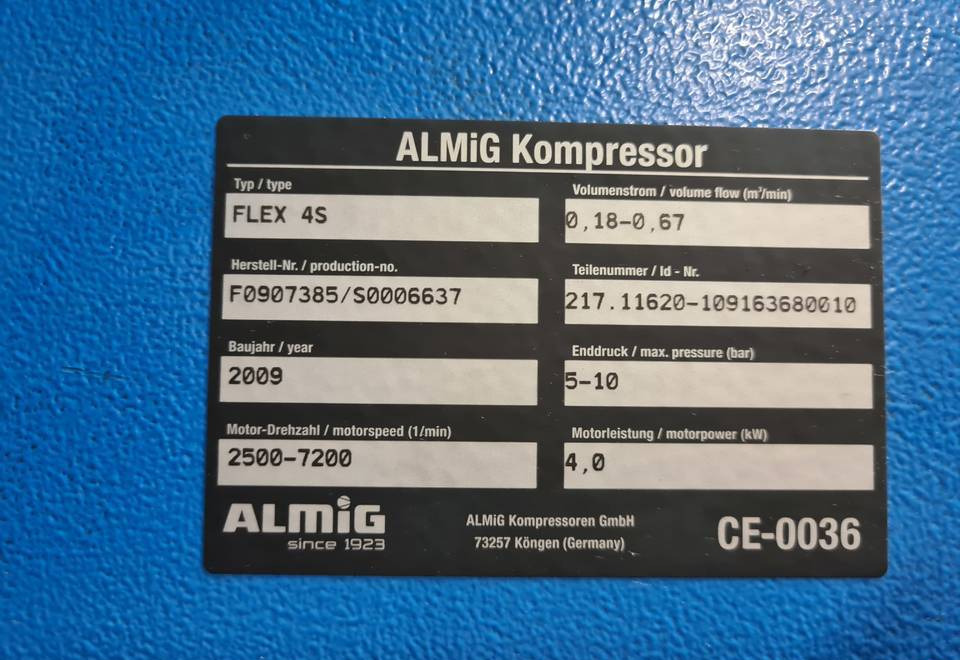 ALMiG Kompressor
Typ / type
FLEX 4S
Volumenstrom / volume flow (m³/min)
0,18-0,67
Herstell-Nr. / production-no.
F0907385/S0006637
Teilenummer / Id - Nr.
217.11620-109163680010
Baujahr / year
2009
Enddruck / max. pressure (bar)
5-10
Motor-Drehzahl / motorspeed (1/min)
2500-7200
Motorleistung / motorpower (kW)
4,0
ALMiG
since 1923
ALMiG Kompressoren GmbH
73257 Köngen (Germany)
CE-0036